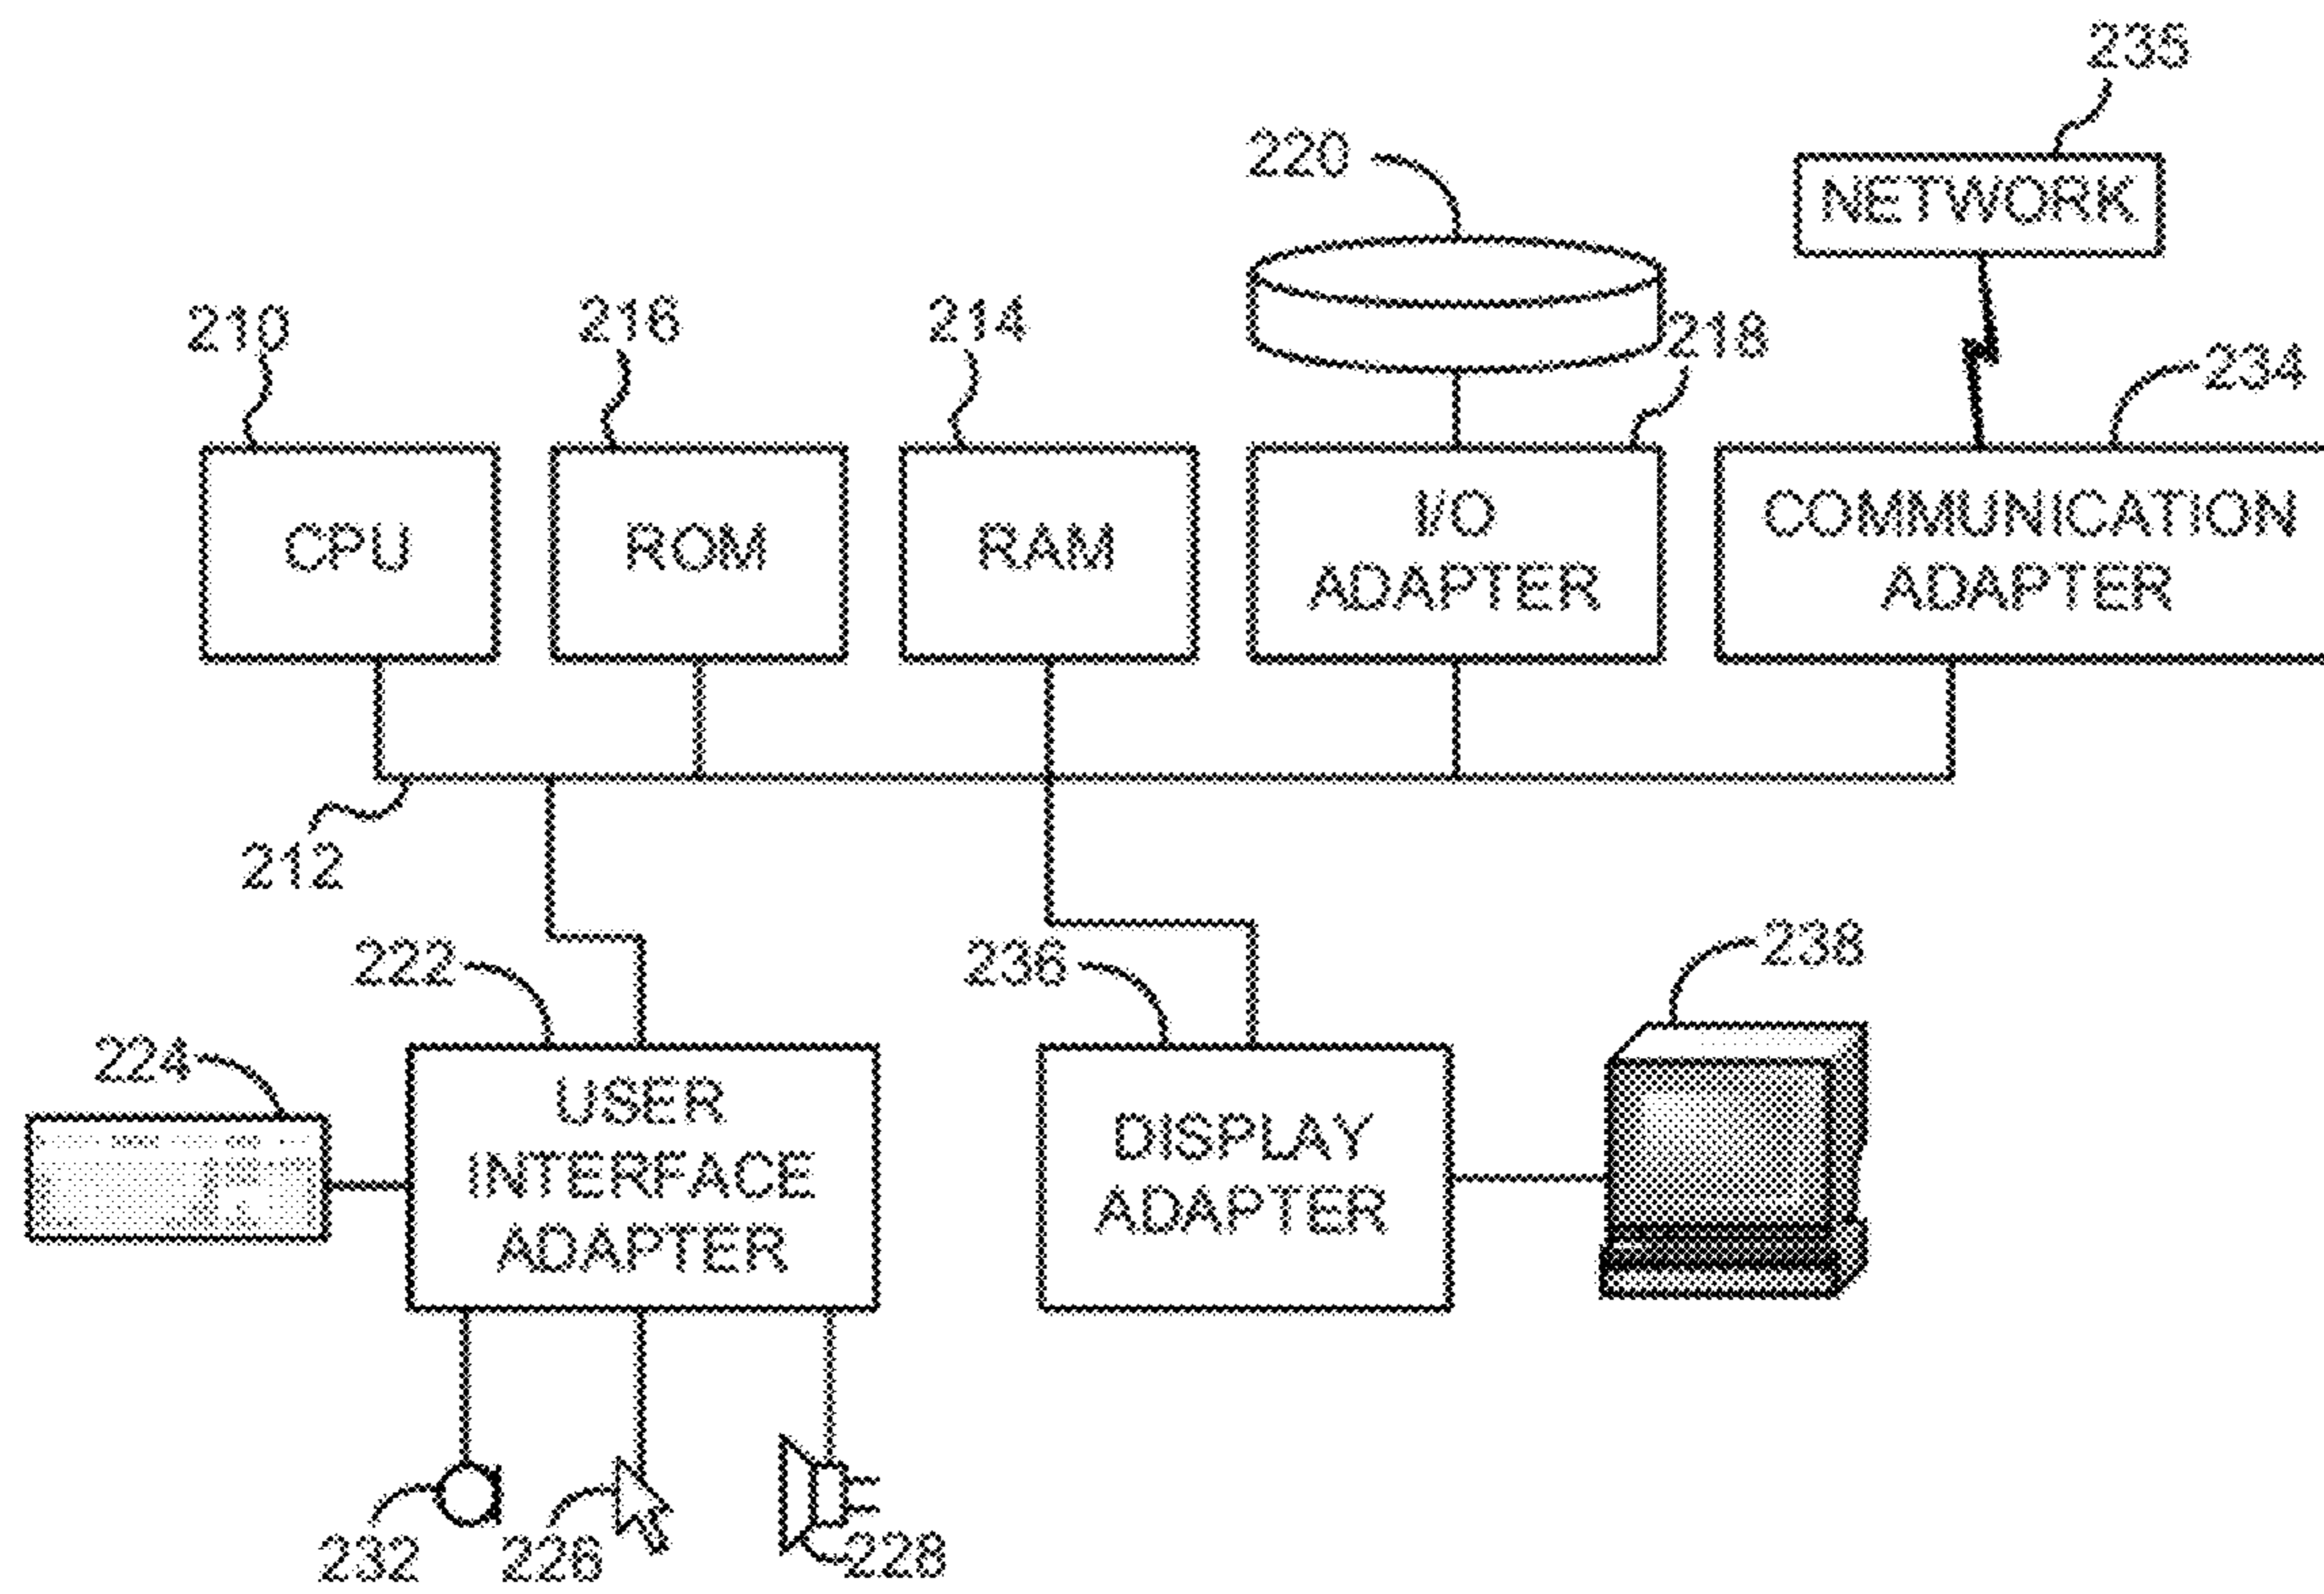 235
220
NETWORK
210
216
214
218
234
CPU
ROM
RAM
I/O
ADAPTER
COMMUNICATION
ADAPTER
212
222
236
238
224
USER
INTERFACE
ADAPTER
DISPLAY
ADAPTER
232
226
228